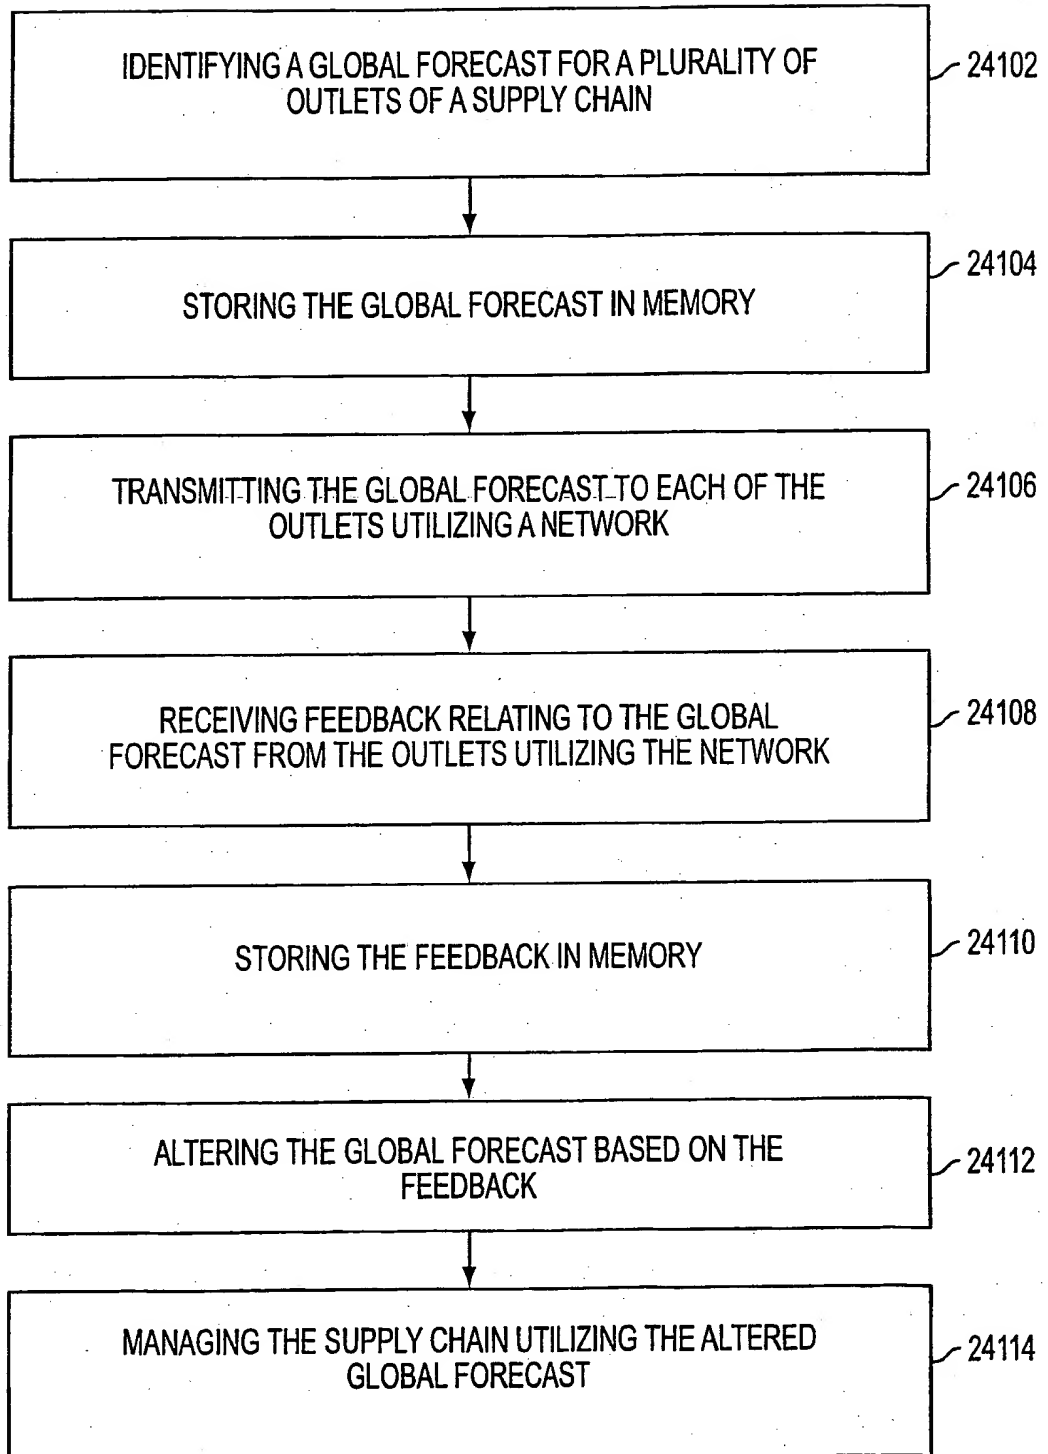 IDENTIFYING A GLOBAL FORECAST FOR A PLURALITY OF
OUTLETS OF A SUPPLY CHAIN
24102
STORING THE GLOBAL FORECAST IN MEMORY
24104
TRANSMITTING THE GLOBAL FORECAST TO EACH OF THE
OUTLETS UTILIZING A NETWORK
24106
RECEIVING FEEDBACK RELATING TO THE GLOBAL
FORECAST FROM THE OUTLETS UTILIZING THE NETWORK
24108
STORING THE FEEDBACK IN MEMORY
24110
ALTERING THE GLOBAL FORECAST BASED ON THE
FEEDBACK
24112
MANAGING THE SUPPLY CHAIN UTILIZING THE ALTERED
GLOBAL FORECAST
24114